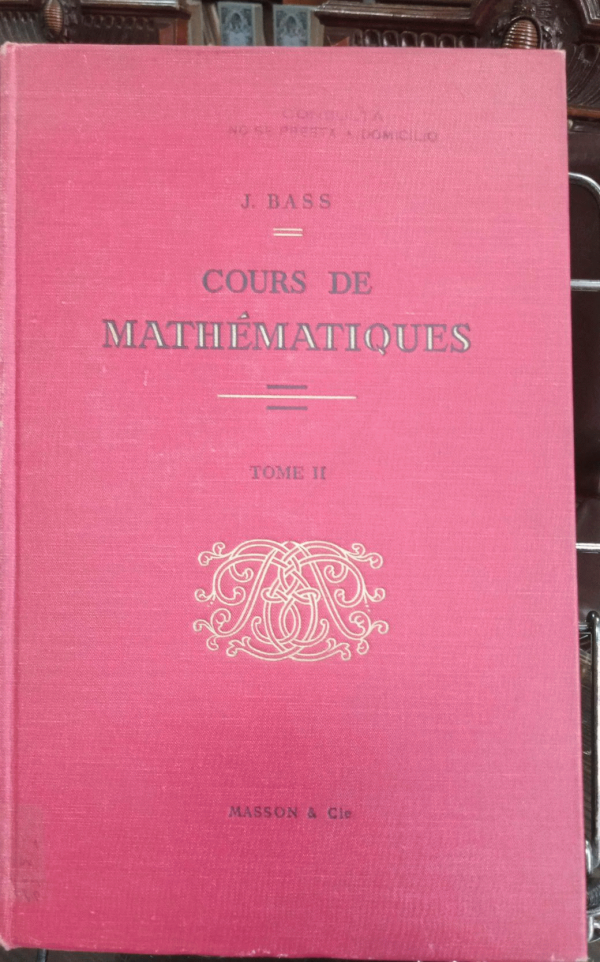 CONSULTA
NO SE PRESTA A DOMICILIO
J. BASS
COURS DE
MATHÉMATIQUES
TOME II
MASSON & Cie